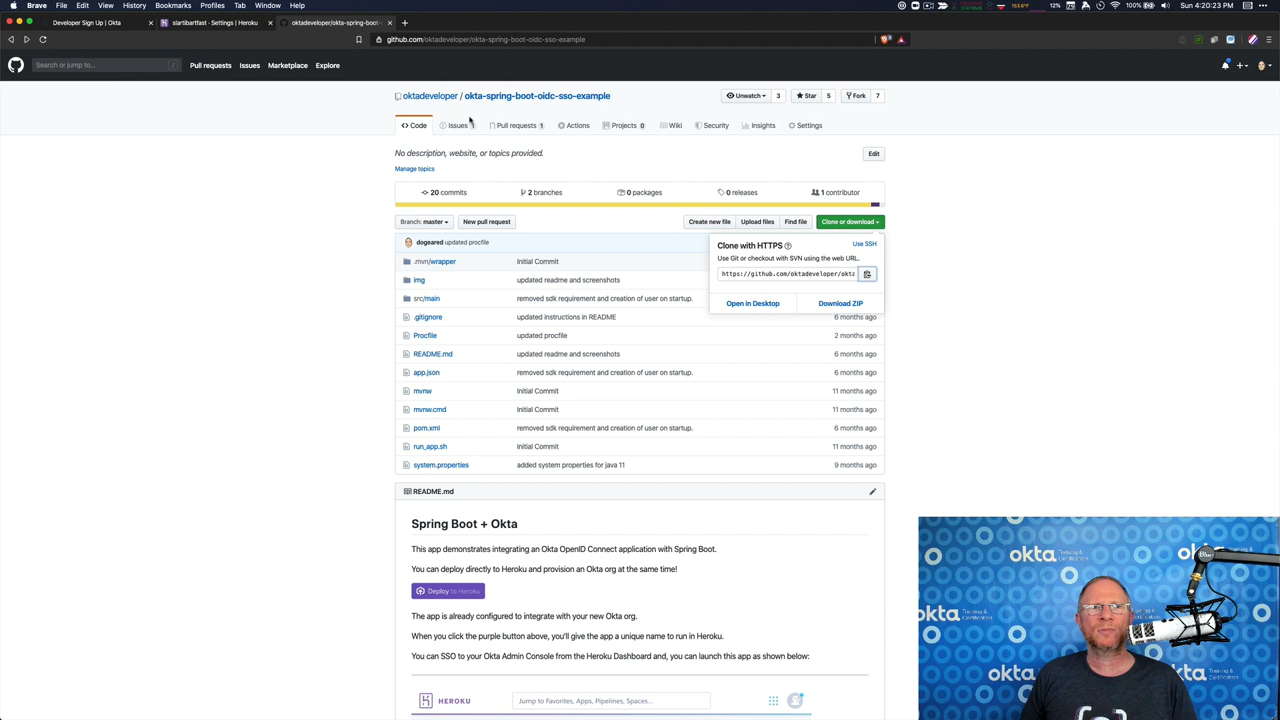 Brave File Edit View History Bookmarks Profiles Tab Window Help 153.6°F 12% 100% Sun 4:20:23 PM
Developer Sign Up | Okta × slartibartfast - Settings | Heroku × oktadeveloper/okta-spring-boot- × +
github.com/oktadeveloper/okta-spring-boot-oidc-sso-example
Search or jump to... / Pull requests Issues Marketplace Explore
oktadeveloper / okta-spring-boot-oidc-sso-example Unwatch 3 Star 5 Fork 7
Code Issues 1 Pull requests 1 Actions Projects 0 Wiki Security Insights Settings
No description, website, or topics provided. Edit
Manage topics
20 commits 2 branches 0 packages 0 releases 1 contributor
Branch: master New pull request Create new file Upload files Find file Clone or download
dogeared updated procfile
Clone with HTTPS Use SSH
Use Git or checkout with SVN using the web URL.
https://github.com/oktadeveloper/okta
Open in Desktop Download ZIP
.mvn/wrapper Initial Commit
img updated readme and screenshots
src/main removed sdk requirement and creation of user on startup.
.gitignore updated instructions in README 6 months ago
Procfile updated procfile 2 months ago
README.md updated readme and screenshots 6 months ago
app.json removed sdk requirement and creation of user on startup. 6 months ago
mvnw Initial Commit 11 months ago
mvnw.cmd Initial Commit 11 months ago
pom.xml removed sdk requirement and creation of user on startup. 6 months ago
run_app.sh Initial Commit 11 months ago
system.properties added system properties for java 11 9 months ago
README.md
Spring Boot + Okta
This app demonstrates integrating an Okta OpenID Connect application with Spring Boot.
You can deploy directly to Heroku and provision an Okta org at the same time!
Deploy to Heroku
The app is already configured to integrate with your new Okta org.
When you click the purple button above, you'll give the app a unique name to run in Heroku.
You can SSO to your Okta Admin Console from the Heroku Dashboard and, you can launch this app as shown below:
HEROKU Jump to Favorites, Apps, Pipelines, Spaces...
okta Training & Certification
okta
okta
okta Training & Certification
okta